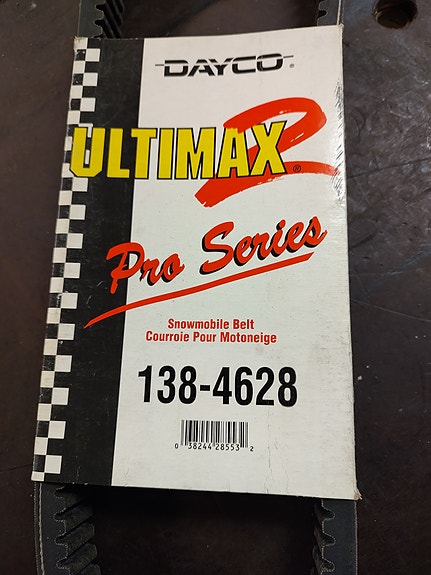 DAYCO®
ULTIMAX 2®
Pro Series
Snowmobile Belt
Courroie Pour Motoneige
138-4628
0 38244 28553 2